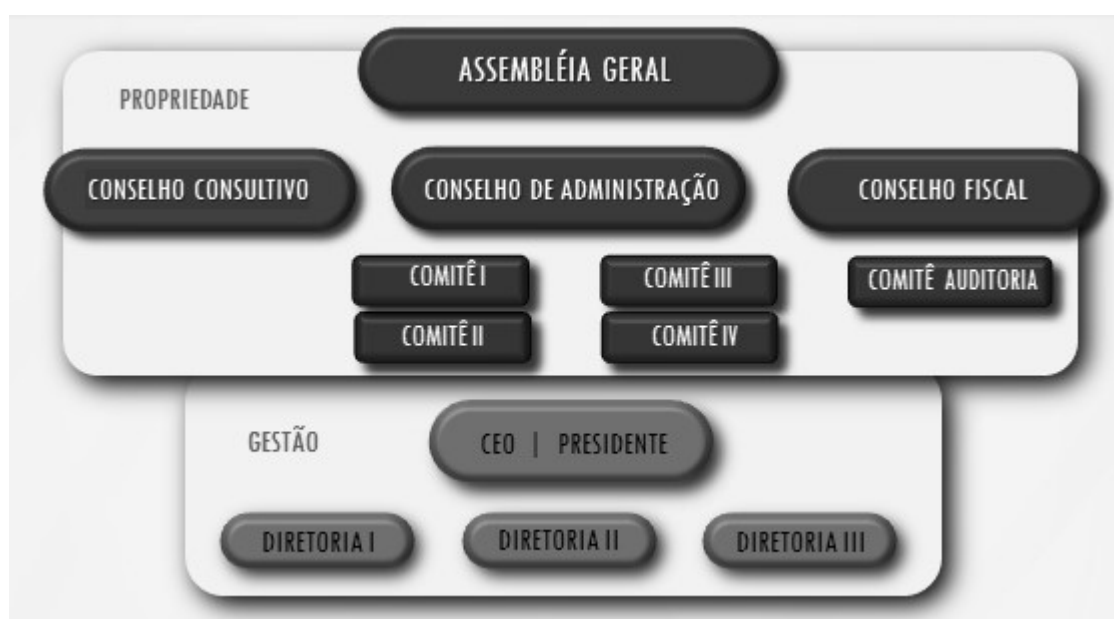 ASSEMBLÉIA GERAL
PROPRIEDADE
CONSELHO CONSULTIVO
CONSELHO DE ADMINISTRAÇÃO
CONSELHO FISCAL
COMITÊ I
COMITÊ III
COMITÊ AUDITORIA
COMITÊ II
COMITÊ IV
GESTÃO
CEO | PRESIDENTE
DIRETORIA I
DIRETORIA II
DIRETORIA III